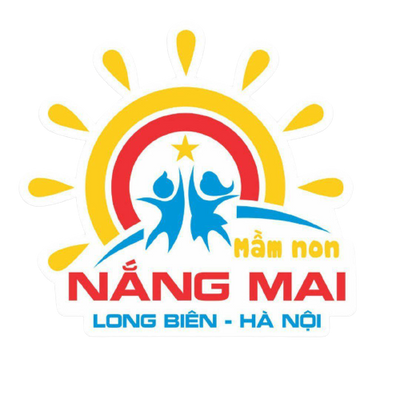 Mầm non
NẮNG MAI
LONG BIÊN - HÀ NỘI